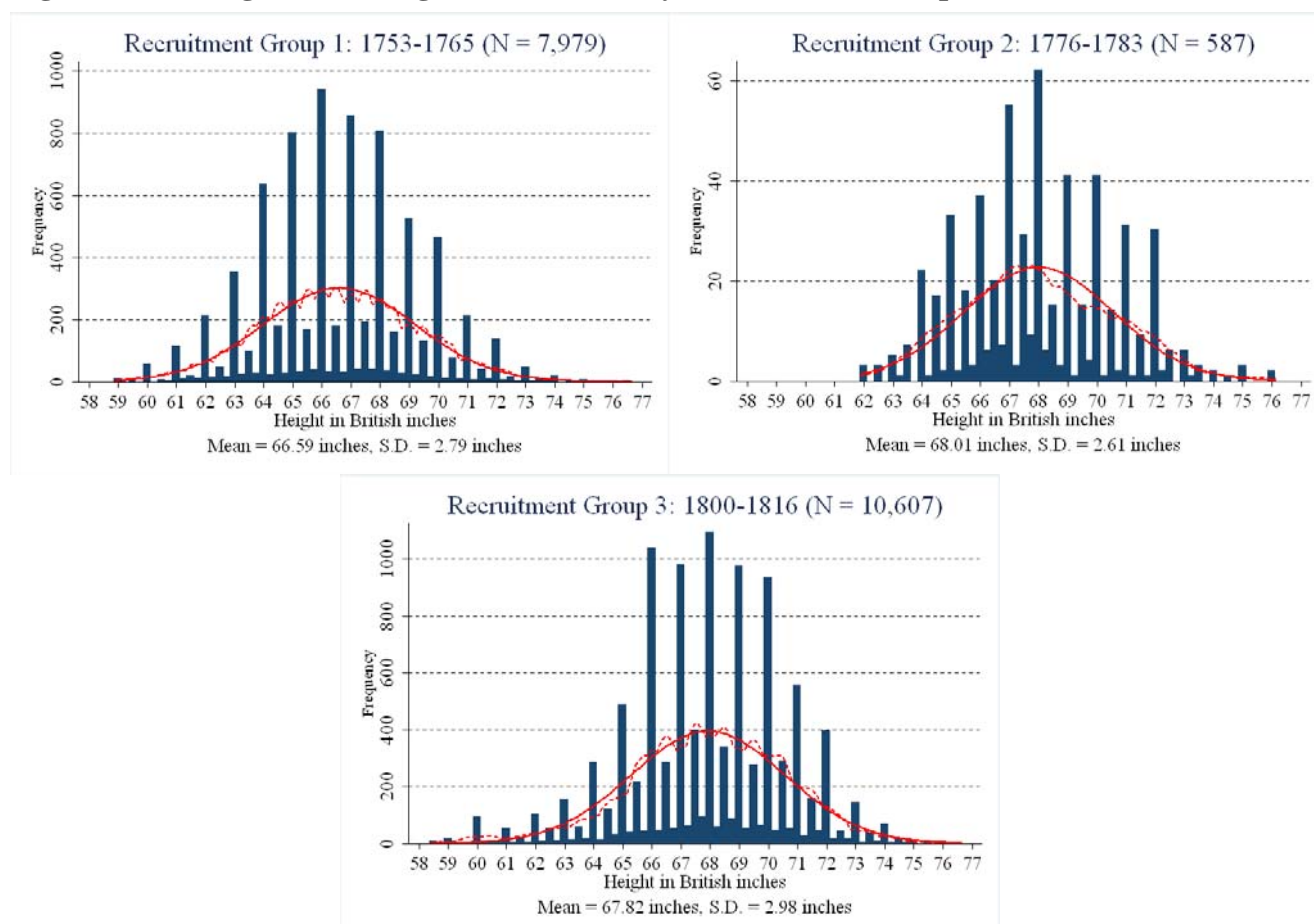 Recruitment Group 1: 1753-1765 (N = 7,979)
Frequency
0 200 400 600 800 1000
58 59 60 61 62 63 64 65 66 67 68 69 70 71 72 73 74 75 76 77
Height in British inches
Mean = 66.59 inches, S.D. = 2.79 inches
Recruitment Group 2: 1776-1783 (N = 587)
Frequency
0 20 40 60
58 59 60 61 62 63 64 65 66 67 68 69 70 71 72 73 74 75 76 77
Height in British inches
Mean = 68.01 inches, S.D. = 2.61 inches
Recruitment Group 3: 1800-1816 (N = 10,607)
Frequency
0 200 400 600 800 1000
58 59 60 61 62 63 64 65 66 67 68 69 70 71 72 73 74 75 76 77
Height in British inches
Mean = 67.82 inches, S.D. = 2.98 inches